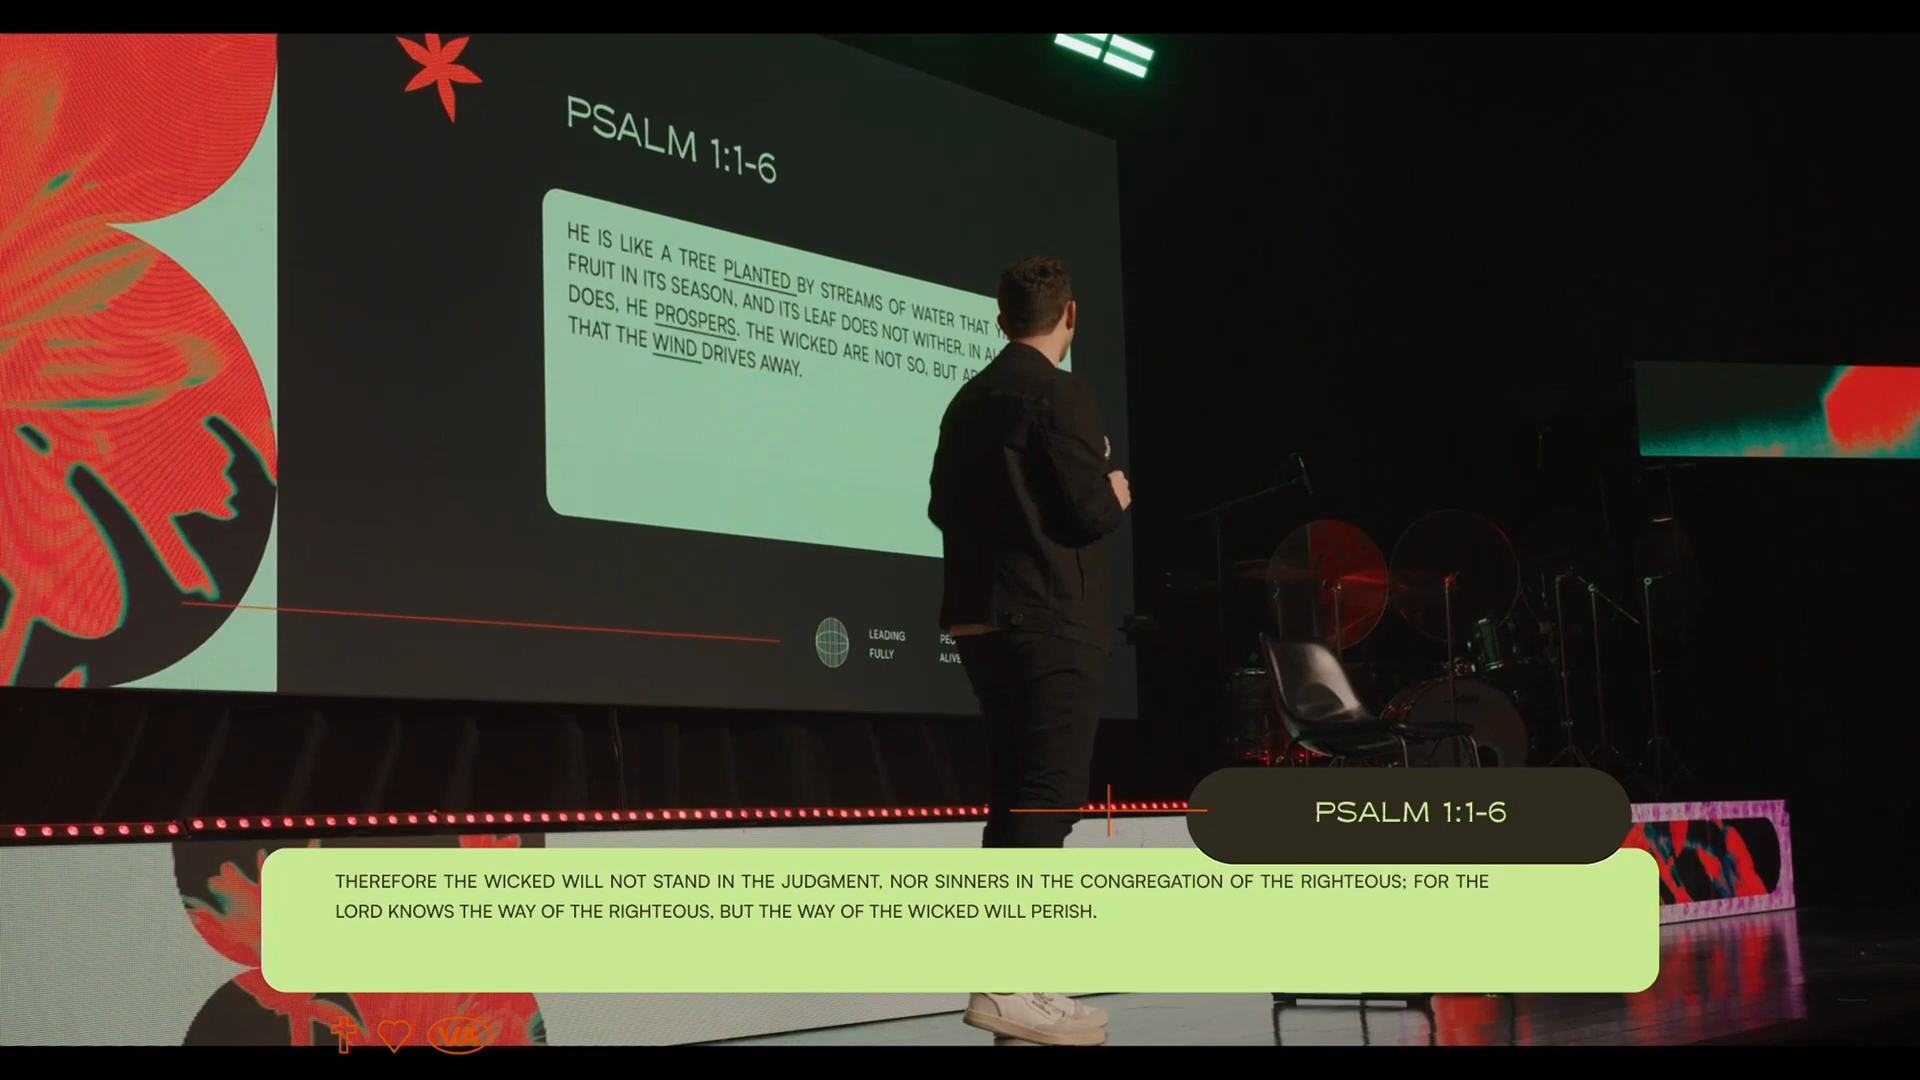 PSALM 1:1-6
HE IS LIKE A TREE PLANTED BY STREAMS OF WATER THAT
FRUIT IN ITS SEASON, AND ITS LEAF DOES NOT WITHER. IN
DOES, HE PROSPERS. THE WICKED ARE NOT SO, BUT
THAT THE WIND DRIVES AWAY.
LEADING
FULLY
ALIVE
PSALM 1:1-6
THEREFORE THE WICKED WILL NOT STAND IN THE JUDGMENT, NOR SINNERS IN THE CONGREGATION OF THE RIGHTEOUS; FOR THE
LORD KNOWS THE WAY OF THE RIGHTEOUS, BUT THE WAY OF THE WICKED WILL PERISH.
VA